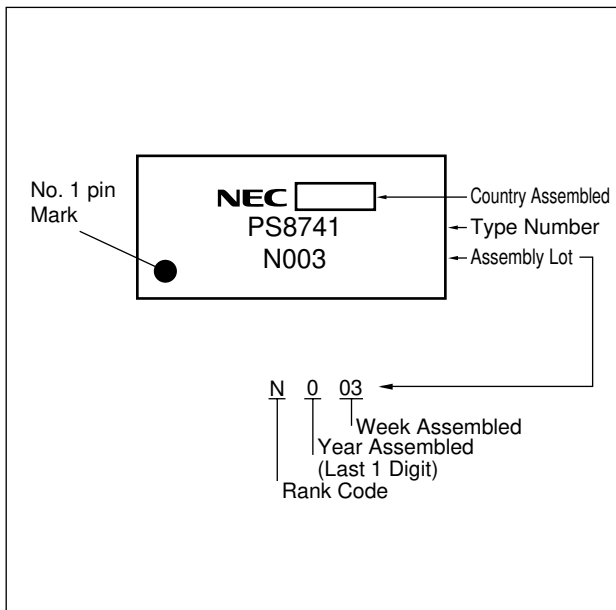 No. 1 pin
Mark
NEC
Country Assembled
PS8741
Type Number
N003
Assembly Lot
N 0 03
Week Assembled
Year Assembled
(Last 1 Digit)
Rank Code